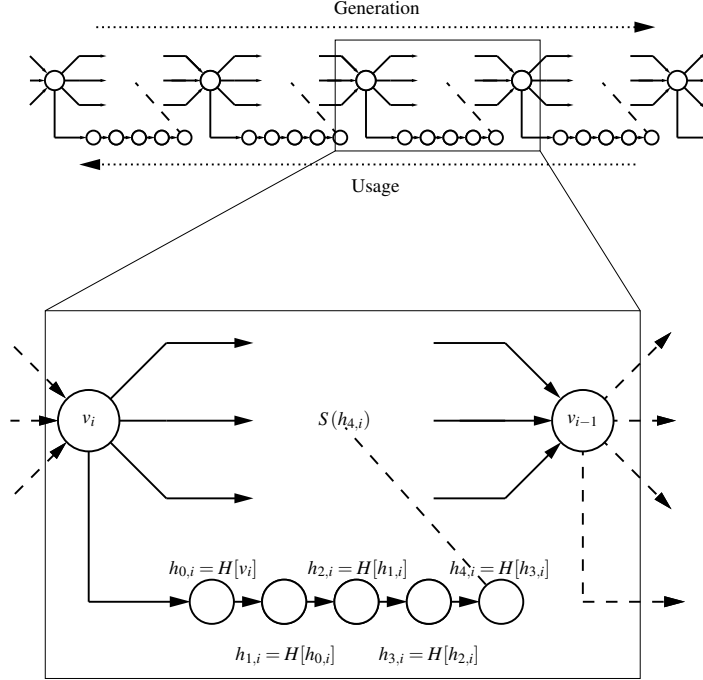 Generation
Usage
v_i
S(h_{4,i})
v_{i−1}
h_{0,i} = H[v_i]
h_{2,i} = H[h_{1,i}]
h_{4,i} = H[h_{3,i}]
h_{1,i} = H[h_{0,i}]
h_{3,i} = H[h_{2,i}]